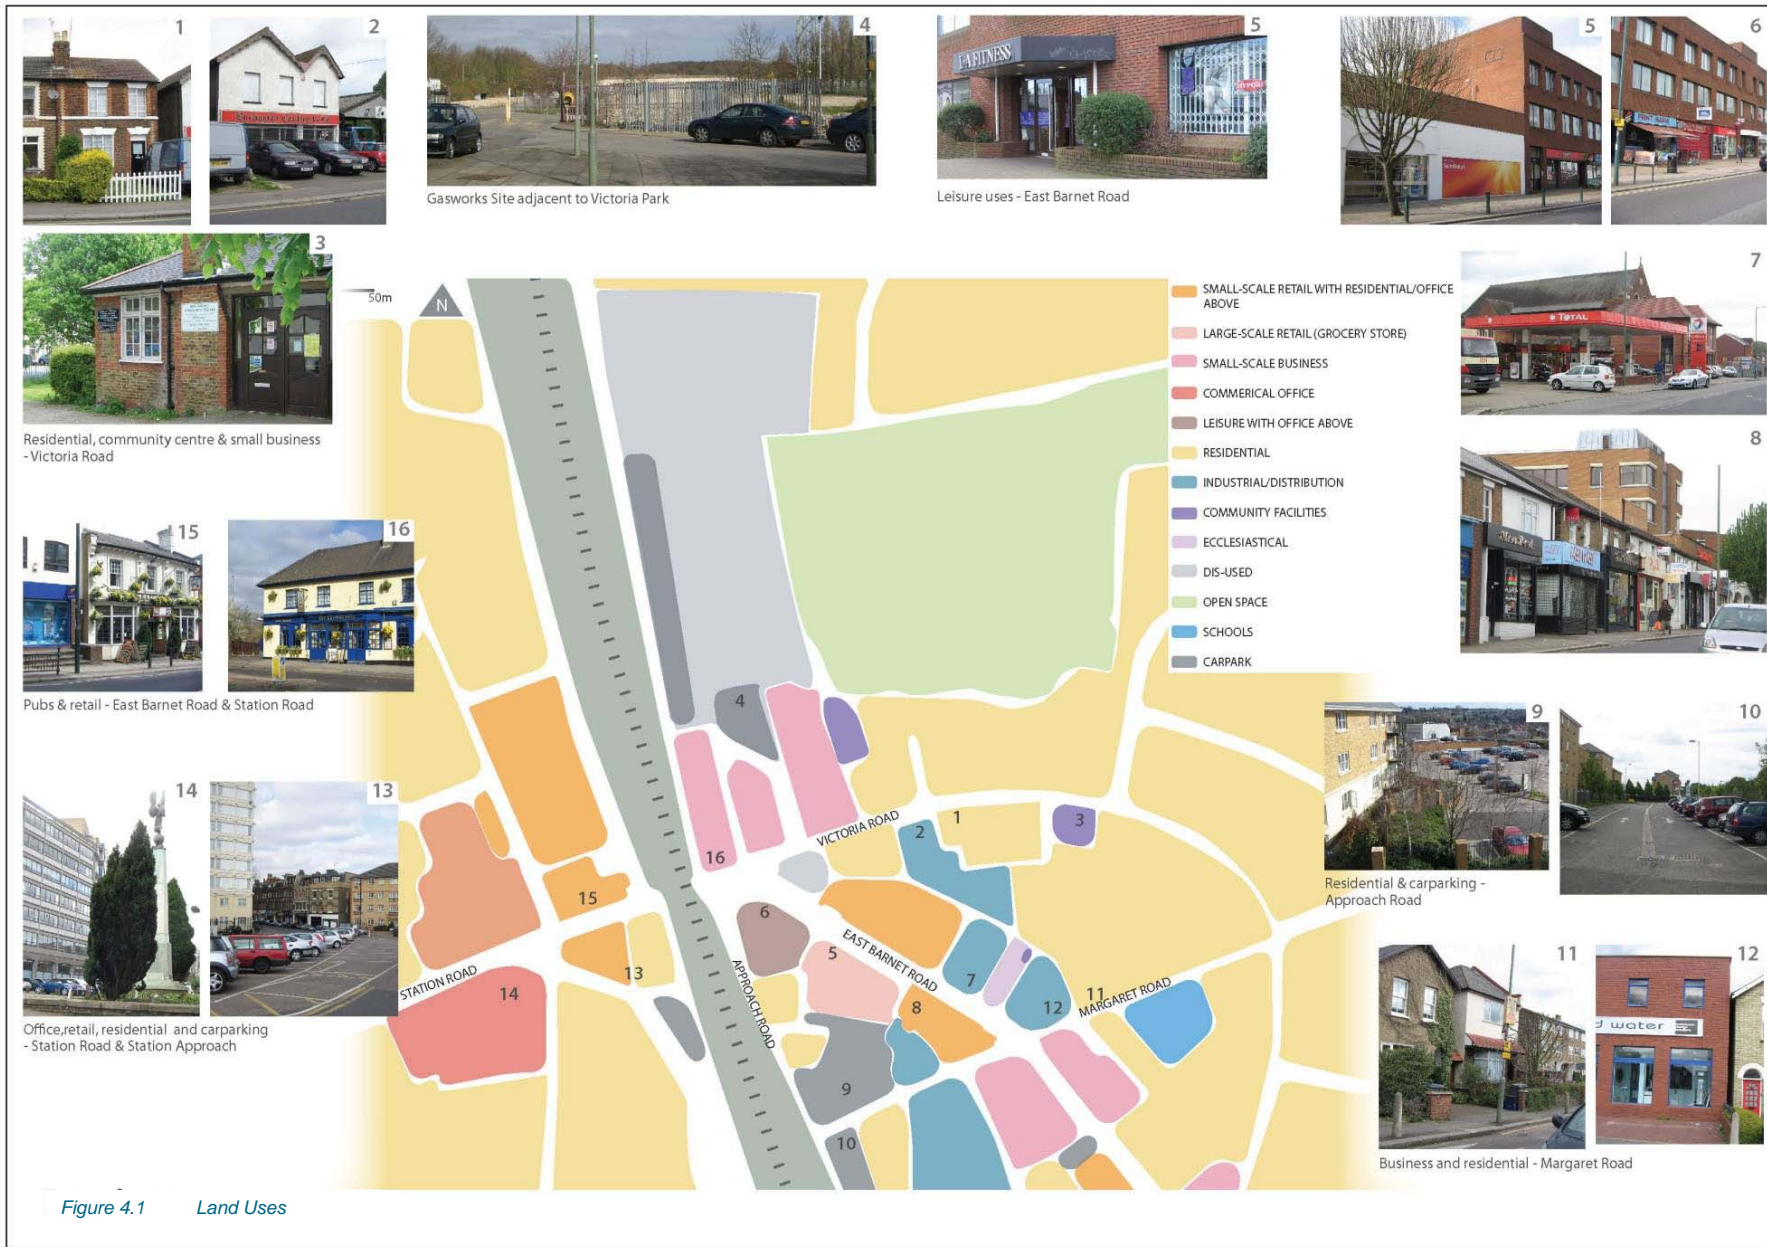 1
2
4
5
5
6
LA FITNESS
Gasworks Site adjacent to Victoria Park
Leisure uses - East Barnet Road
3
7
TOTAL
50m
N
SMALL-SCALE RETAIL WITH RESIDENTIAL/OFFICE
ABOVE
LARGE-SCALE RETAIL (GROCERY STORE)
SMALL-SCALE BUSINESS
COMMERICAL OFFICE
LEISURE WITH OFFICE ABOVE
RESIDENTIAL
INDUSTRIAL/DISTRIBUTION
COMMUNITY FACILITIES
ECCLESIASTICAL
DIS-USED
OPEN SPACE
SCHOOLS
CARPARK
Residential, community centre & small business
- Victoria Road
8
15
16
Pubs & retail - East Barnet Road & Station Road
9
10
Residential & carparking -
Approach Road
14
13
Office,retail, residential and carparking
- Station Road & Station Approach
4
VICTORIA ROAD
2
1
3
16
15
6
EAST BARNET ROAD
5
13
STATION ROAD
14
APPROACH ROAD
7
8
12
11
MARGARET ROAD
9
10
11
12
d water
Business and residential - Margaret Road
Figure 4.1 Land Uses